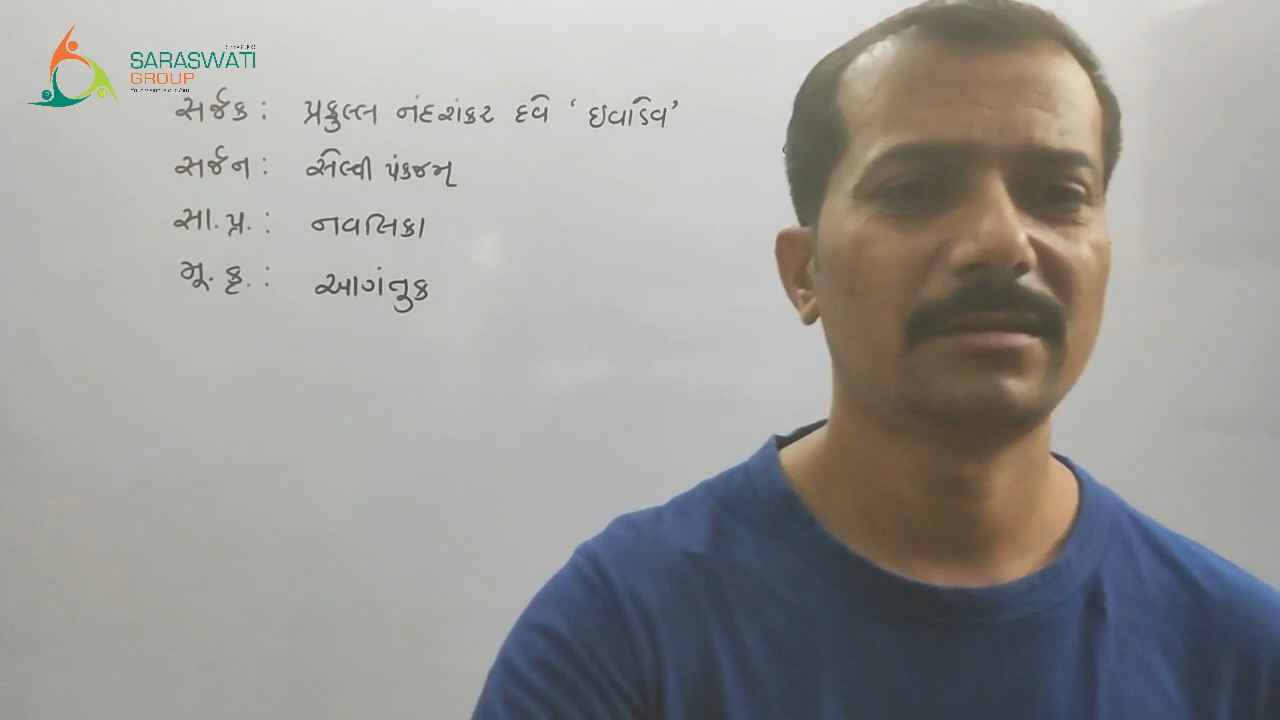 SARASWATI
GROUP
સર્જક : પ્રફુલ્લ નંદશંકર દવે ‘ ઇવાડેવ’
સર્જન : સેલ્વી પંકજમ્
સા. પ્ર. : નવલિકા
મૂ. કૃ. : આગંતુક